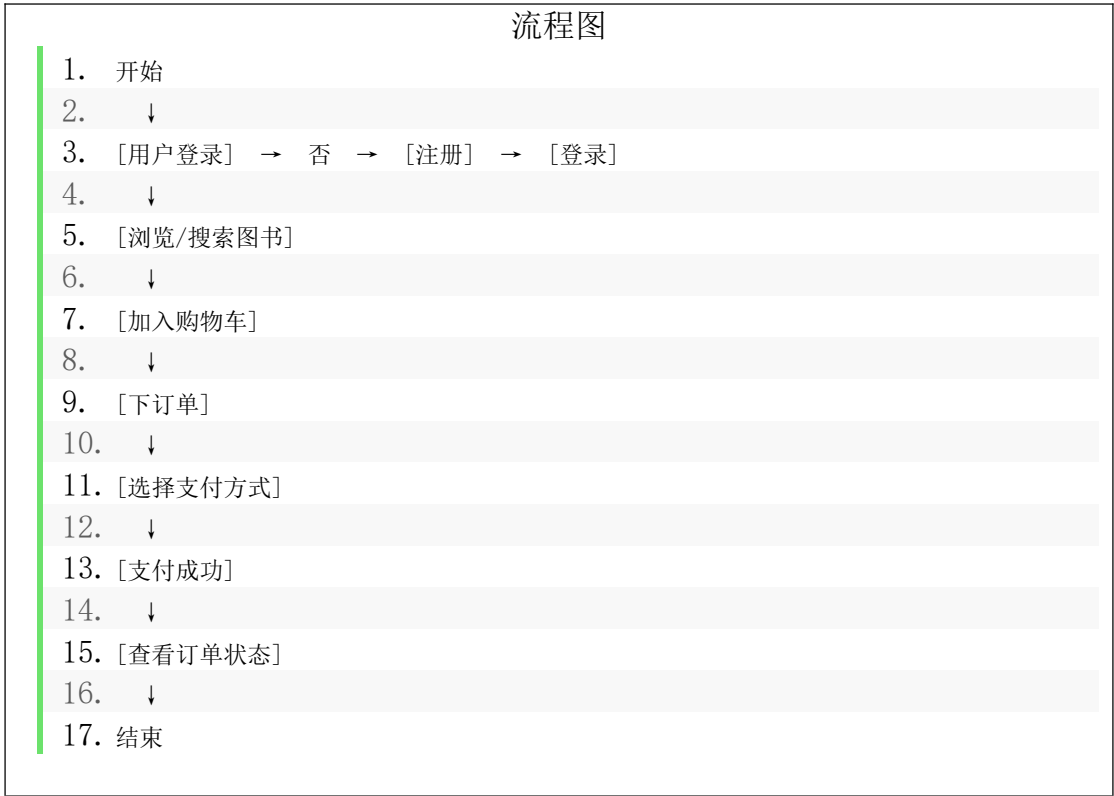 流程图
1. 开始
2. ↓
3. [用户登录] → 否 → [注册] → [登录]
4. ↓
5. [浏览/搜索图书]
6. ↓
7. [加入购物车]
8. ↓
9. [下订单]
10. ↓
11. [选择支付方式]
12. ↓
13. [支付成功]
14. ↓
15. [查看订单状态]
16. ↓
17. 结束